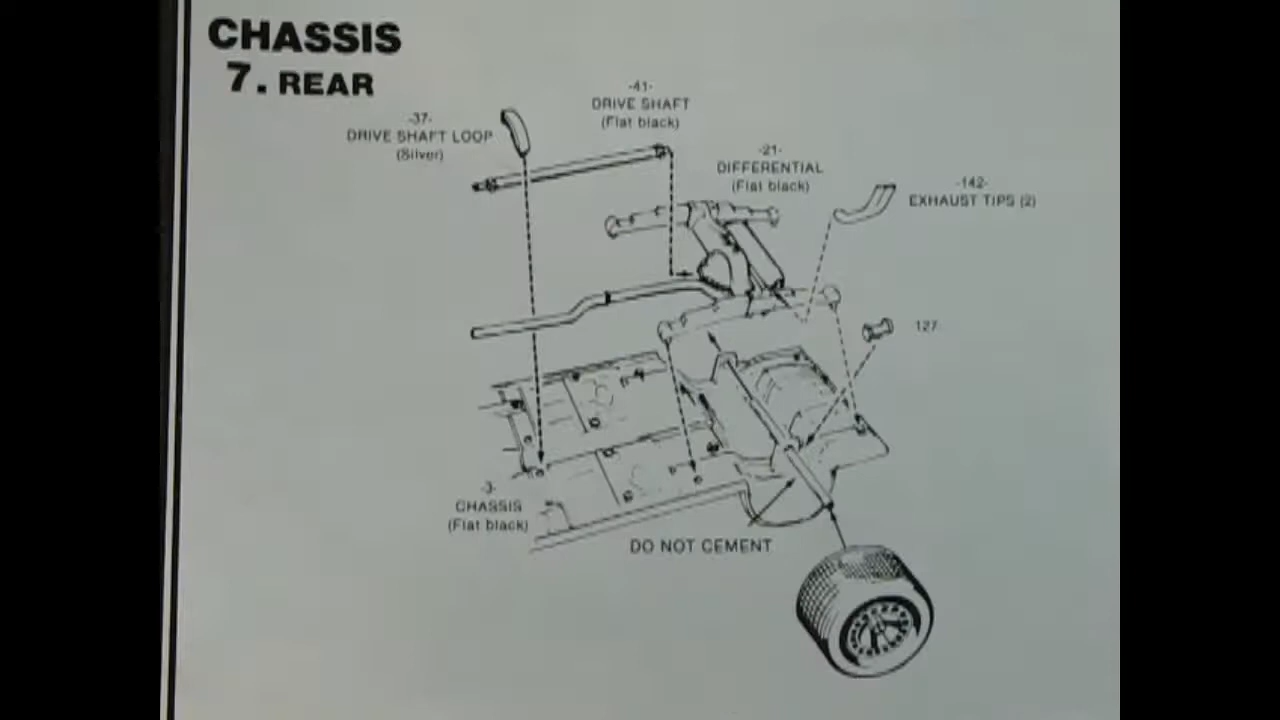 CHASSIS
7. REAR
-41-
DRIVE SHAFT
(Flat black)
-37-
DRIVE SHAFT LOOP
(Silver)
-21-
DIFFERENTIAL
(Flat black)
-142-
EXHAUST TIPS (2)
127
-3-
CHASSIS
(Flat black)
DO NOT CEMENT